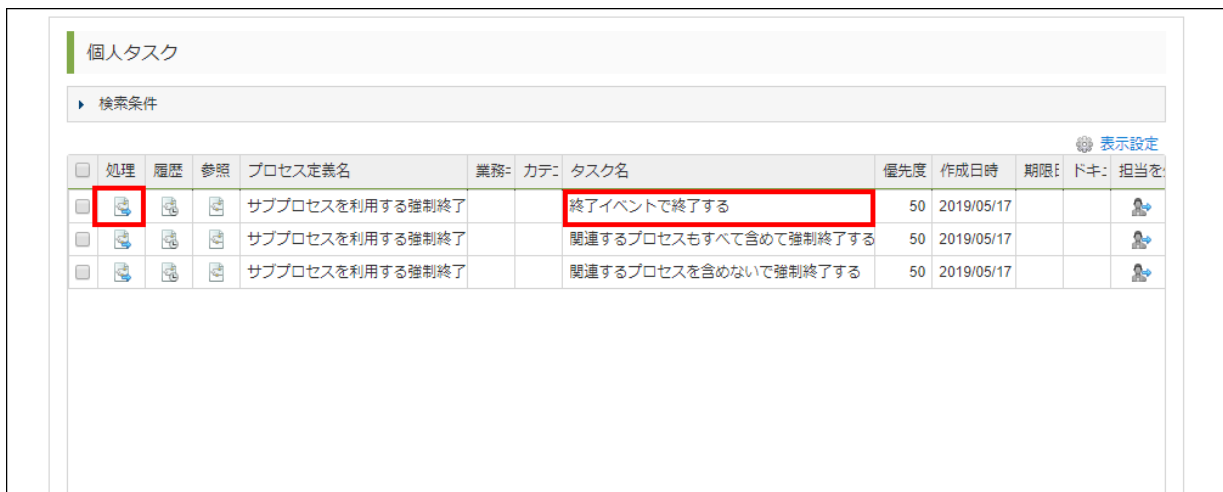 個人タスク
検索条件
表示設定
処理 履歴 参照 プロセス定義名 業務 カテ タスク名 優先度 作成日時 期限 ドキ 担当を
サブプロセスを利用する強制終了 終了イベントで終了する 50 2019/05/17
サブプロセスを利用する強制終了 関連するプロセスもすべて含めて強制終了する 50 2019/05/17
サブプロセスを利用する強制終了 関連するプロセスを含めないで強制終了する 50 2019/05/17